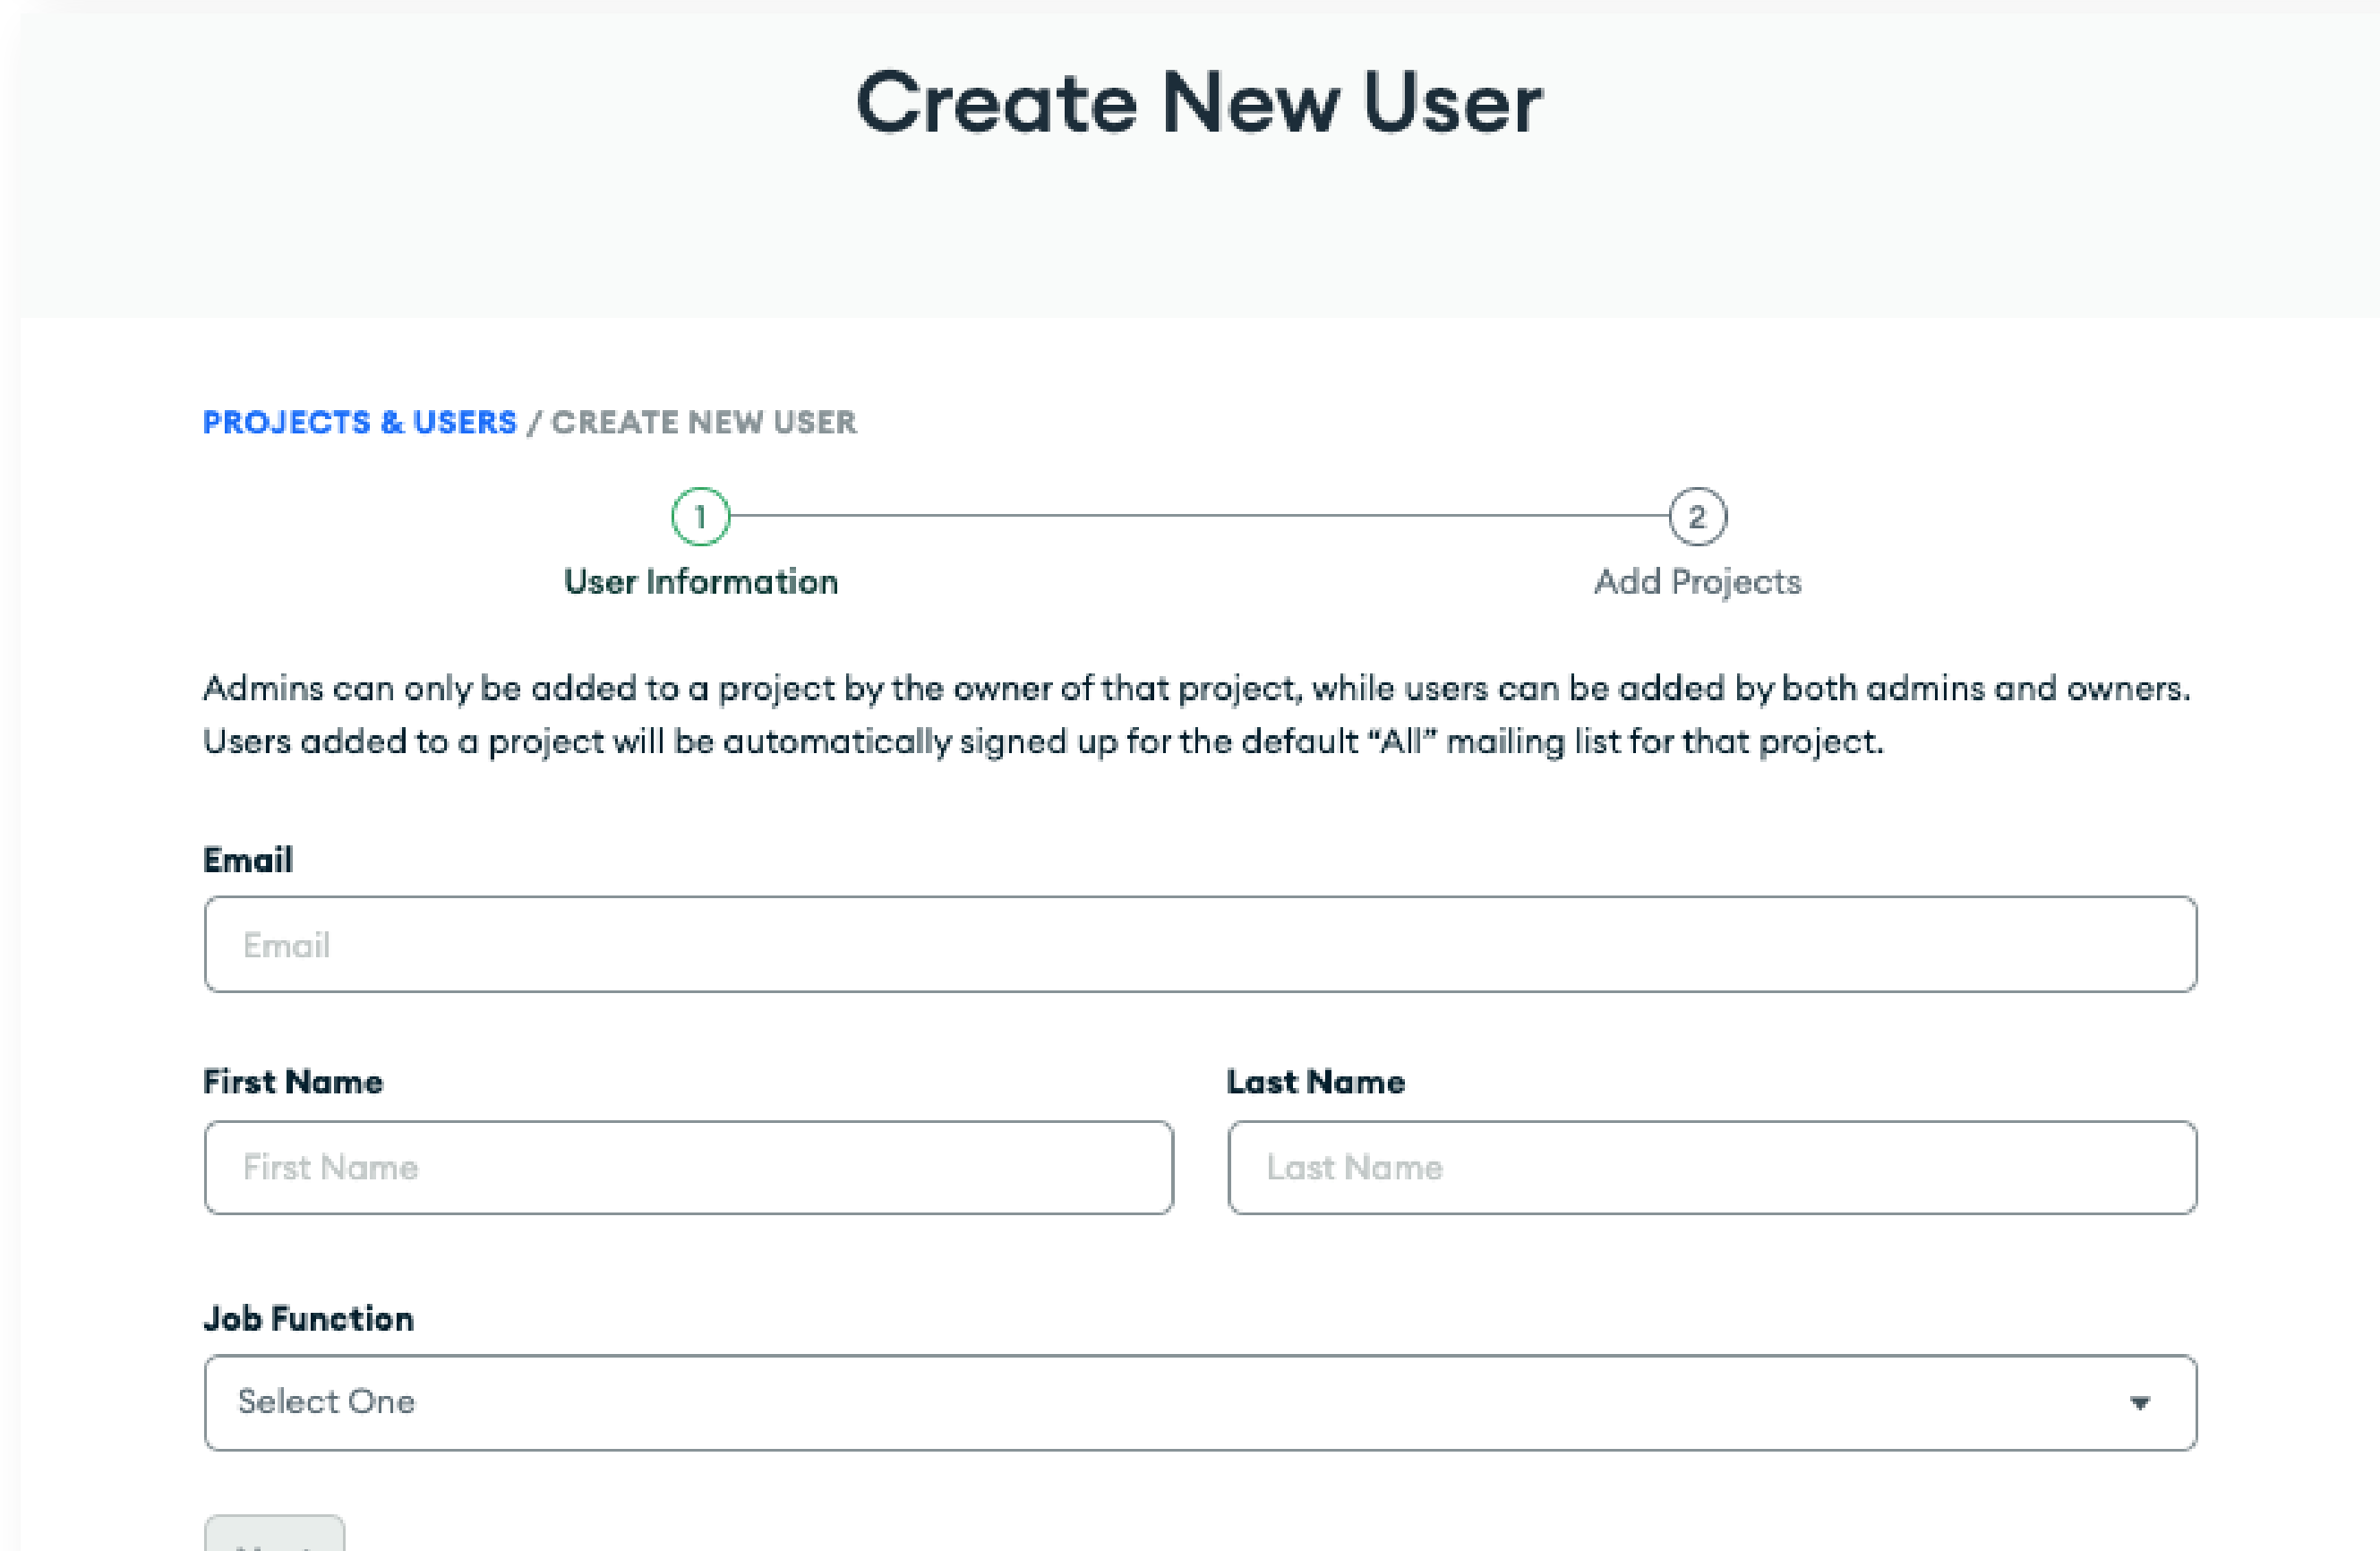 Create New User
PROJECTS & USERS / CREATE NEW USER
1
2
User Information
Add Projects
Admins can only be added to a project by the owner of that project, while users can be added by both admins and owners.
Users added to a project will be automatically signed up for the default “All” mailing list for that project.
Email
Email
First Name
Last Name
First Name
Last Name
Job Function
Select One